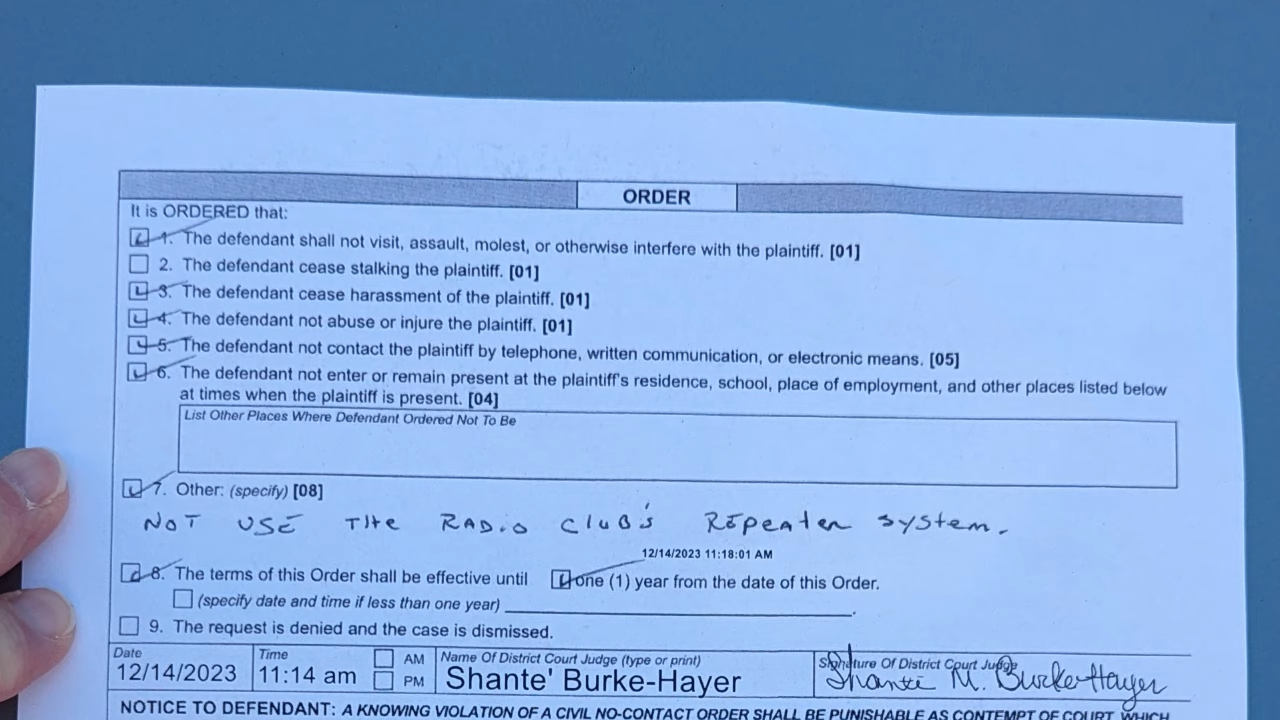 ORDER
It is ORDERED that:
1. The defendant shall not visit, assault, molest, or otherwise interfere with the plaintiff. [01]
2. The defendant cease stalking the plaintiff. [01]
3. The defendant cease harassment of the plaintiff. [01]
4. The defendant not abuse or injure the plaintiff. [01]
5. The defendant not contact the plaintiff by telephone, written communication, or electronic means. [05]
6. The defendant not enter or remain present at the plaintiff's residence, school, place of employment, and other places listed below
at times when the plaintiff is present. [04]
List Other Places Where Defendant Ordered Not To Be
7. Other: (specify) [08]
NOT USE THE RADIO CLUB'S REPEATER SYSTEM.
12/14/2023 11:18:01 AM
8. The terms of this Order shall be effective until one (1) year from the date of this Order.
(specify date and time if less than one year)
9. The request is denied and the case is dismissed.
Date Time AM Name Of District Court Judge (type or print) Signature Of District Court Judge
12/14/2023 11:14 am PM Shante' Burke-Hayer Shanté M. Burke-Hayer
NOTICE TO DEFENDANT: A KNOWING VIOLATION OF A CIVIL NO-CONTACT ORDER SHALL BE PUNISHABLE AS CONTEMPT OF COURT WHICH